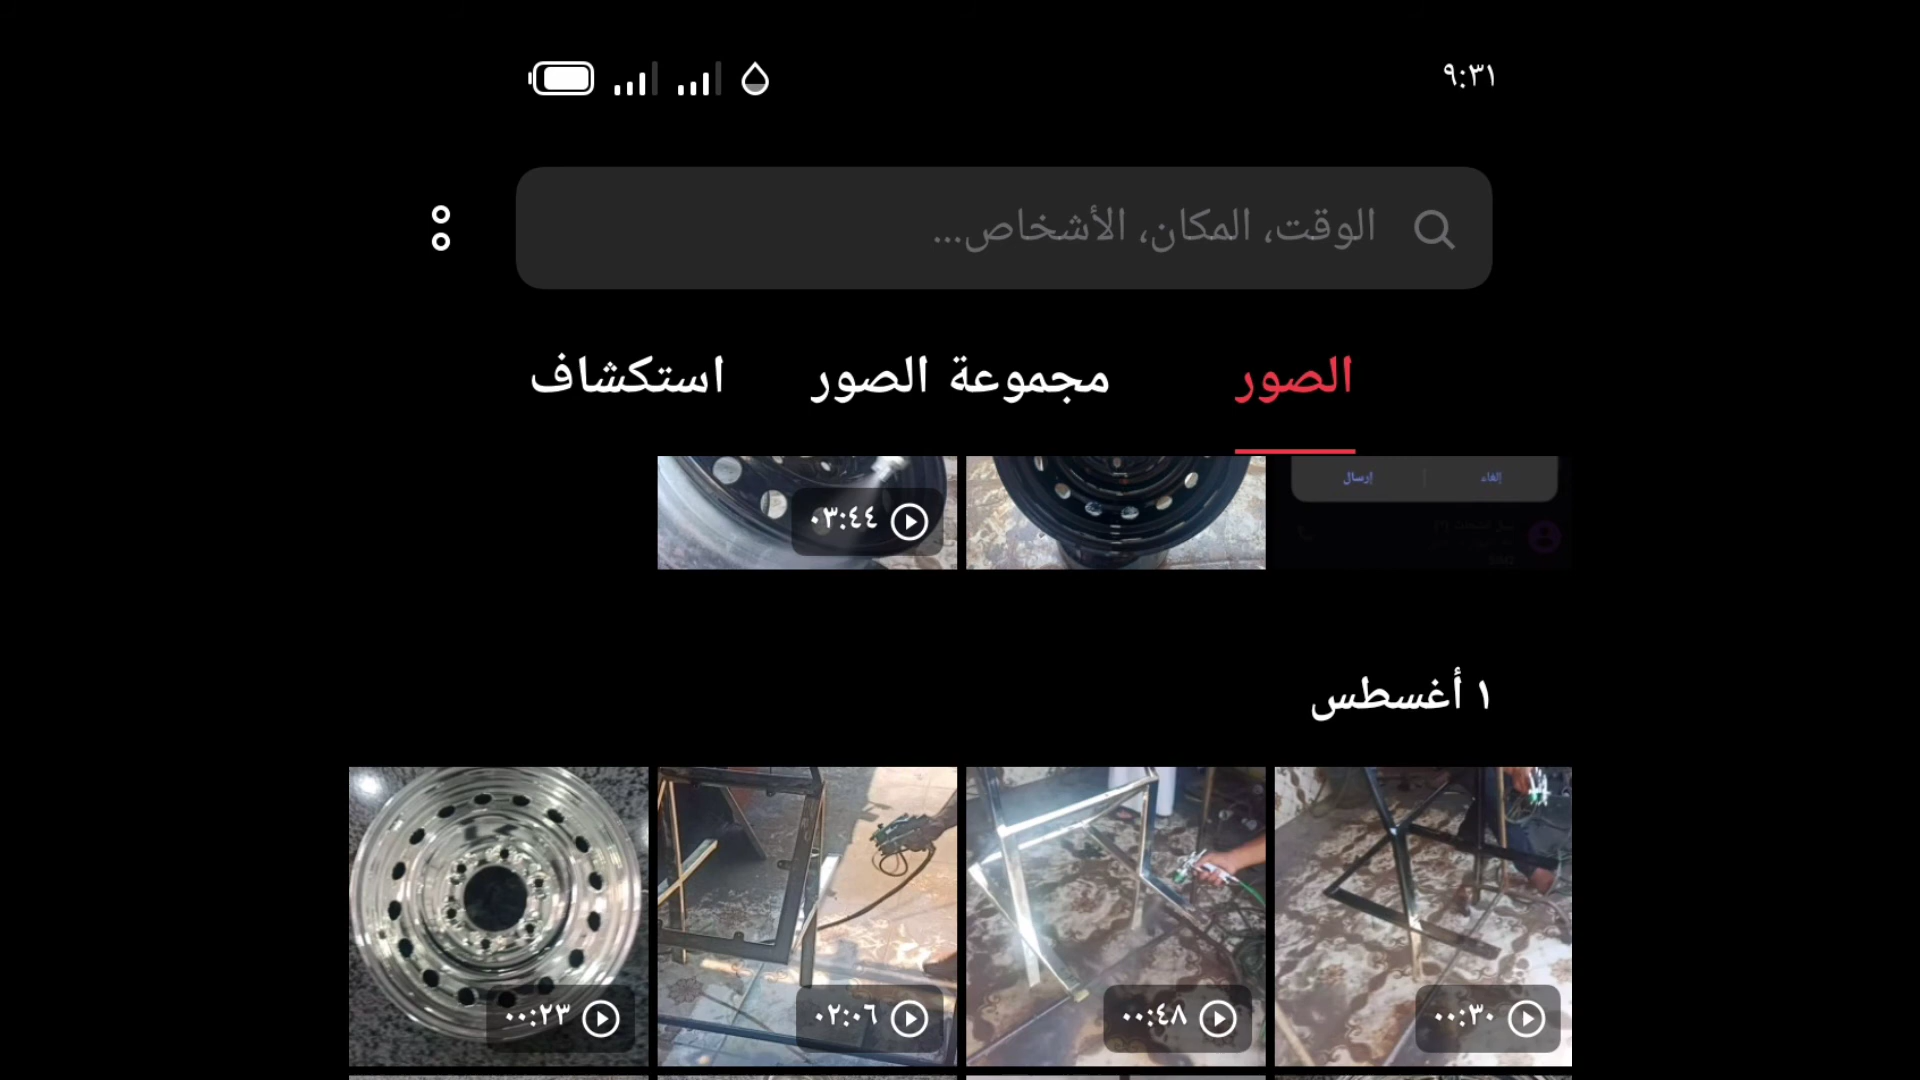 ٩:٣١
الوقت، المكان، الأشخاص...
الصور
مجموعة الصور
استكشاف
إلغاء
إرسال
٠٣:٤٤
SIM2
١ أغسطس
٠٠:٣٠
٠٠:٤٨
٠٢:٠٦
٠٠:٢٣